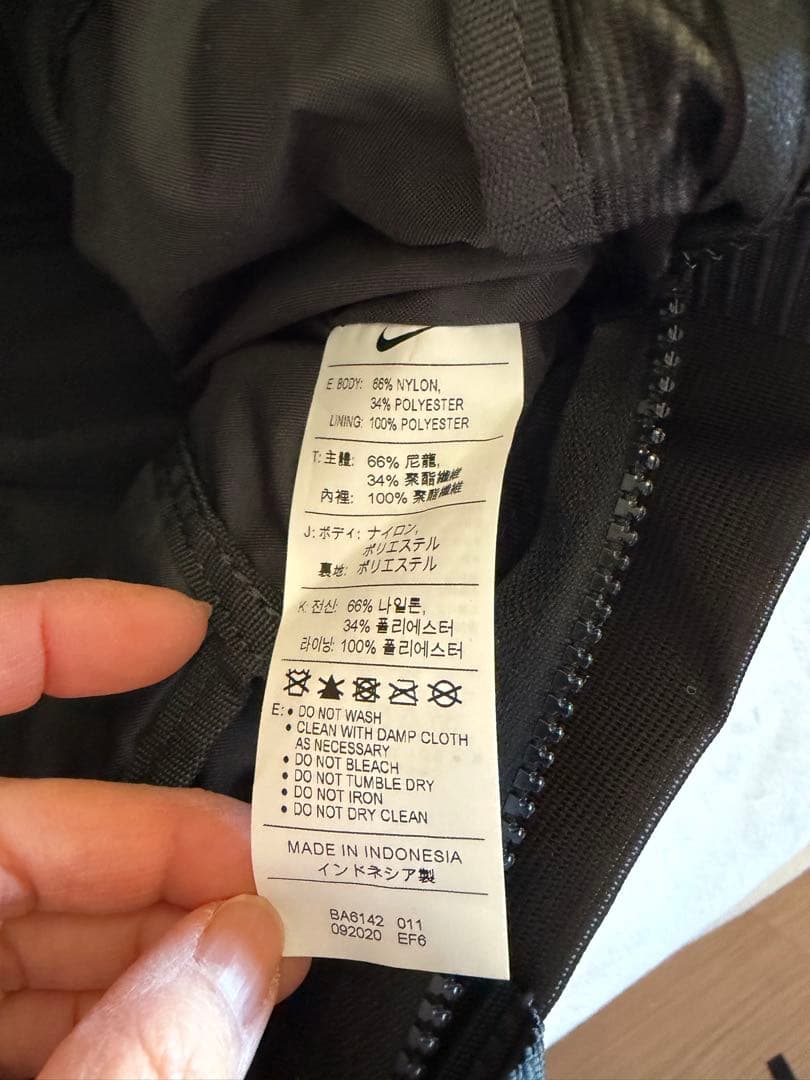 E BODY: 66% NYLON,
34% POLYESTER
LINING: 100% POLYESTER
T: 主體: 66% 尼龍,
34% 聚酯纖維
內裡: 100% 聚酯纖維
J: ボディ: ナイロン,
ポリエステル
裏地: ポリエステル
K: 전신: 66% 나일론,
34% 폴리에스터
라이닝: 100% 폴리에스터
E: • DO NOT WASH
• CLEAN WITH DAMP CLOTH
AS NECESSARY
• DO NOT BLEACH
• DO NOT TUMBLE DRY
• DO NOT IRON
• DO NOT DRY CLEAN
MADE IN INDONESIA
インドネシア製
BA6142 011
092020 EF6